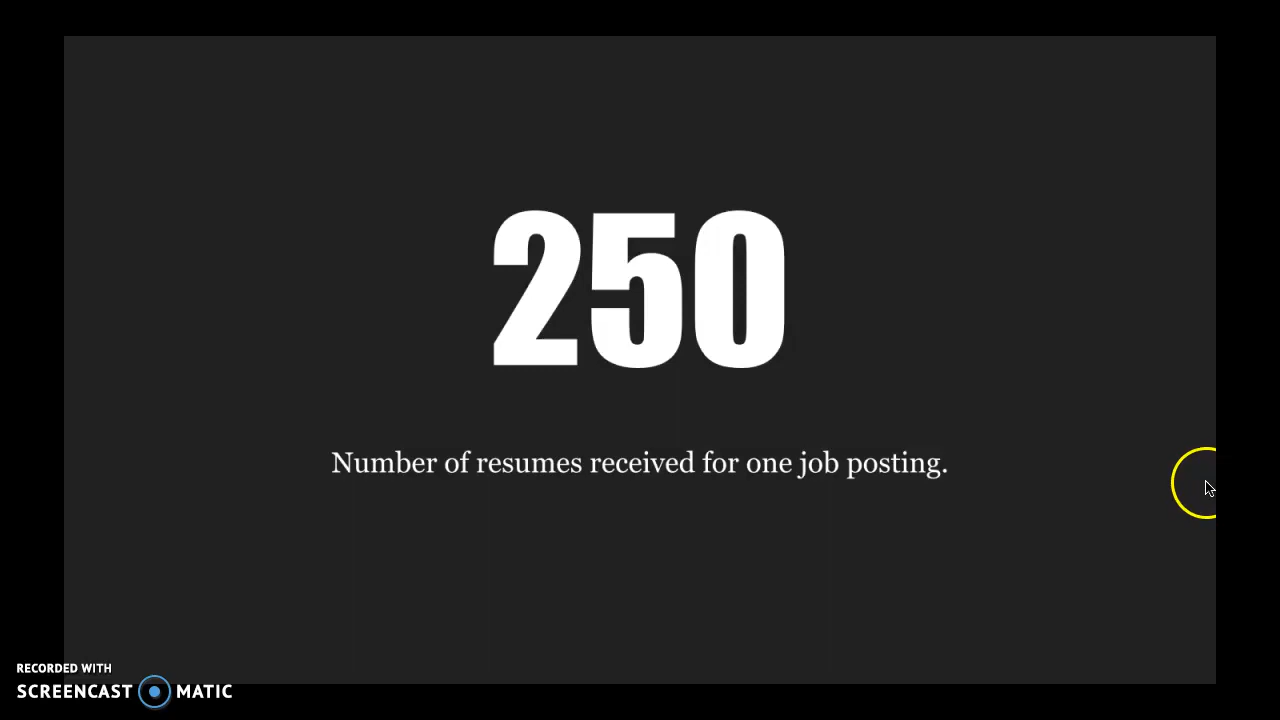 250
Number of resumes received for one job posting.
RECORDED WITH
SCREENCAST MATIC